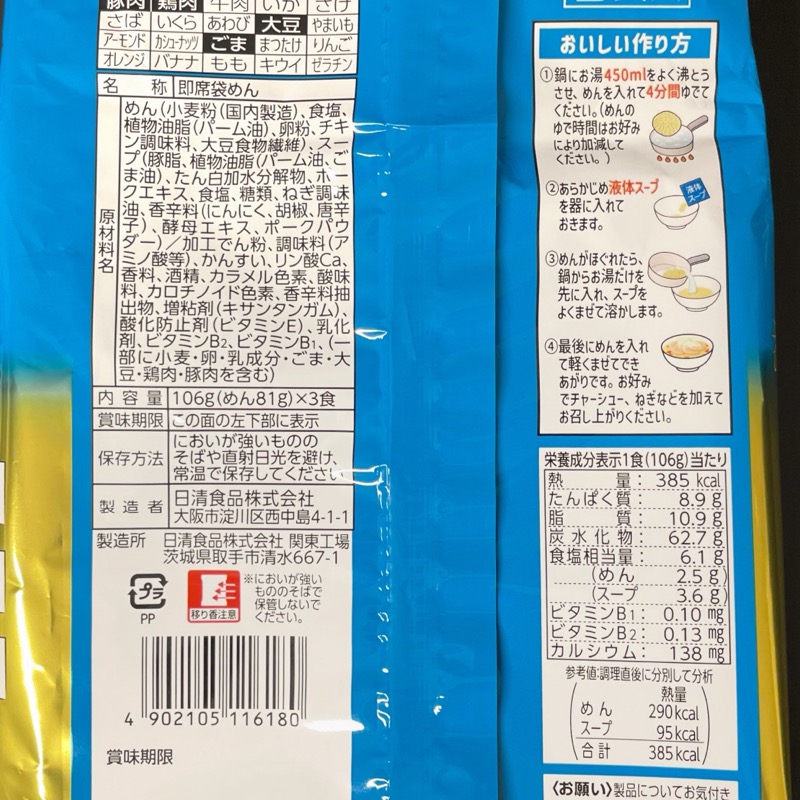 豚肉 鶏肉 牛肉 いか さけ
さば いくら あわび 大豆 やまいも
アーモンド カシューナッツ ごま まつたけ りんご
オレンジ バナナ もも キウイ ゼラチン
名称 即席袋めん
原材料名
めん(小麦粉(国内製造)、食塩、
植物油脂(パーム油)、卵粉、チキ
ン調味料、大豆食物繊維)、スー
プ(豚脂、植物油脂(パーム油、ご
ま油)、たん白加水分解物、ポー
クエキス、食塩、糖類、ねぎ調味
油、香辛料(にんにく、胡椒、唐辛
子)、酵母エキス、ポークパウ
ダー)/加工でん粉、調味料(ア
ミノ酸等)、かんすい、リン酸Ca、
香料、酒精、カラメル色素、酸味
料、カロチノイド色素、香辛料抽
出物、増粘剤(キサンタンガム)、
酸化防止剤(ビタミンE)、乳化
剤、ビタミンB2、ビタミンB1、(一
部に小麦・卵・乳成分・ごま・大
豆・鶏肉・豚肉を含む)
内容量 106g(めん81g)×3食
賞味期限 この面の左下部に表示
保存方法
においが強いものの
そばや直射日光を避け、
常温で保存してください
製造者
日清食品株式会社
大阪市淀川区西中島4-1-1
製造所 日清食品株式会社 関東工場
茨城県取手市清水667-1
プラ
PP
移り香注意
※においが強い
もののそばで
保管しないで
ください。
4 902105 116180
賞味期限
おいしい作り方
①鍋にお湯450mlをよく沸とう
させ、めんを入れて4分間ゆでて
ください。(めんの
ゆで時間はお好み
により加減して
ください。)
②あらかじめ液体スープ
を器に入れて
おきます。
液体
スープ
③めんがほぐれたら、
鍋からお湯だけを
先に入れ、スープを
よくまぜて溶かします。
④最後にめんを入れ
て軽くまぜてでき
あがりです。お好み
でチャーシュー、ねぎなどを加えて
お召し上がりください。
栄養成分表示1食(106g)当たり
熱量: 385 kcal
たんぱく質: 8.9 g
脂質: 10.9 g
炭水化物: 62.7 g
食塩相当量: 6.1 g
(めん 2.5 g)
(スープ 3.6 g)
ビタミンB1: 0.10 mg
ビタミンB2: 0.13 mg
カルシウム: 138 mg
参考値:調理直後に分別して分析
熱量
めん 290kcal
スープ 95kcal
合計 385kcal
〈お願い〉製品についてお気付き